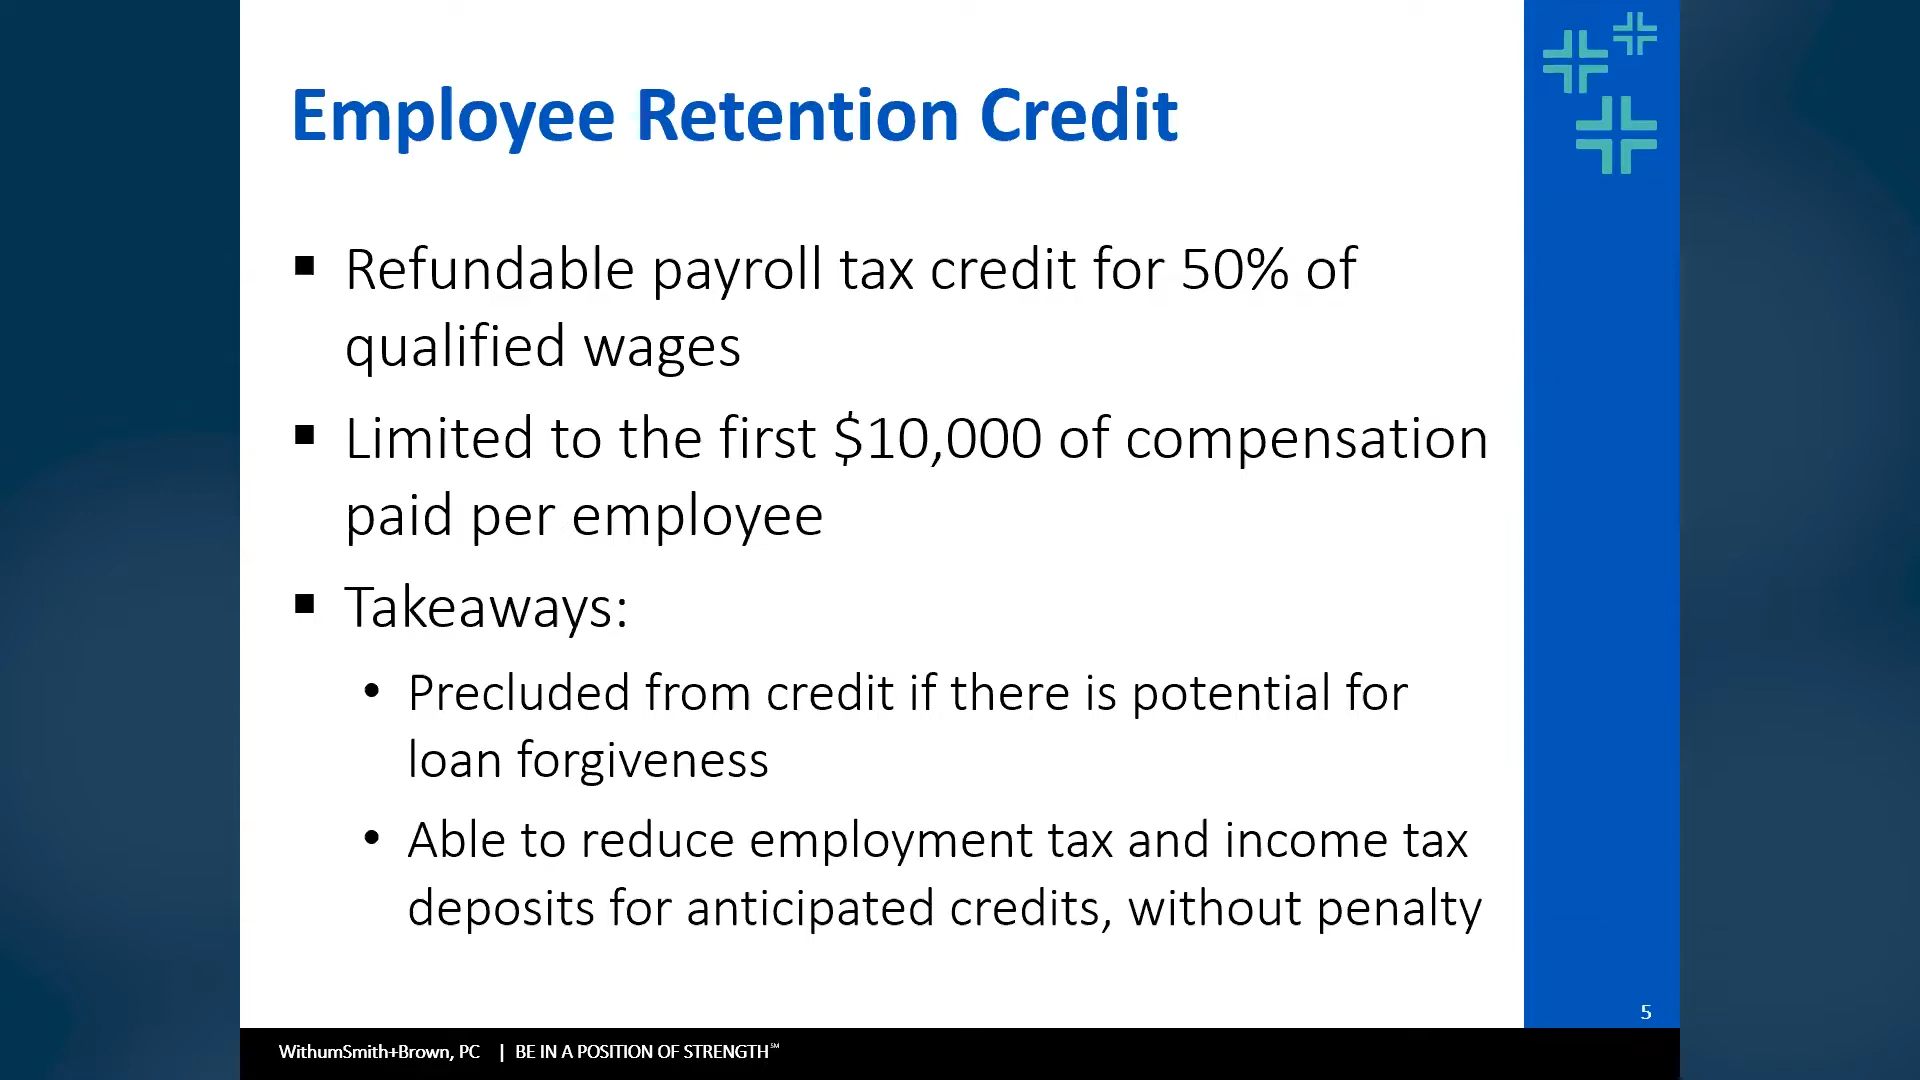 Employee Retention Credit
▪ Refundable payroll tax credit for 50% of
qualified wages
▪ Limited to the first $10,000 of compensation
paid per employee
▪ Takeaways:
• Precluded from credit if there is potential for
loan forgiveness
• Able to reduce employment tax and income tax
deposits for anticipated credits, without penalty
5
WithumSmith+Brown, PC | BE IN A POSITION OF STRENGTH℠